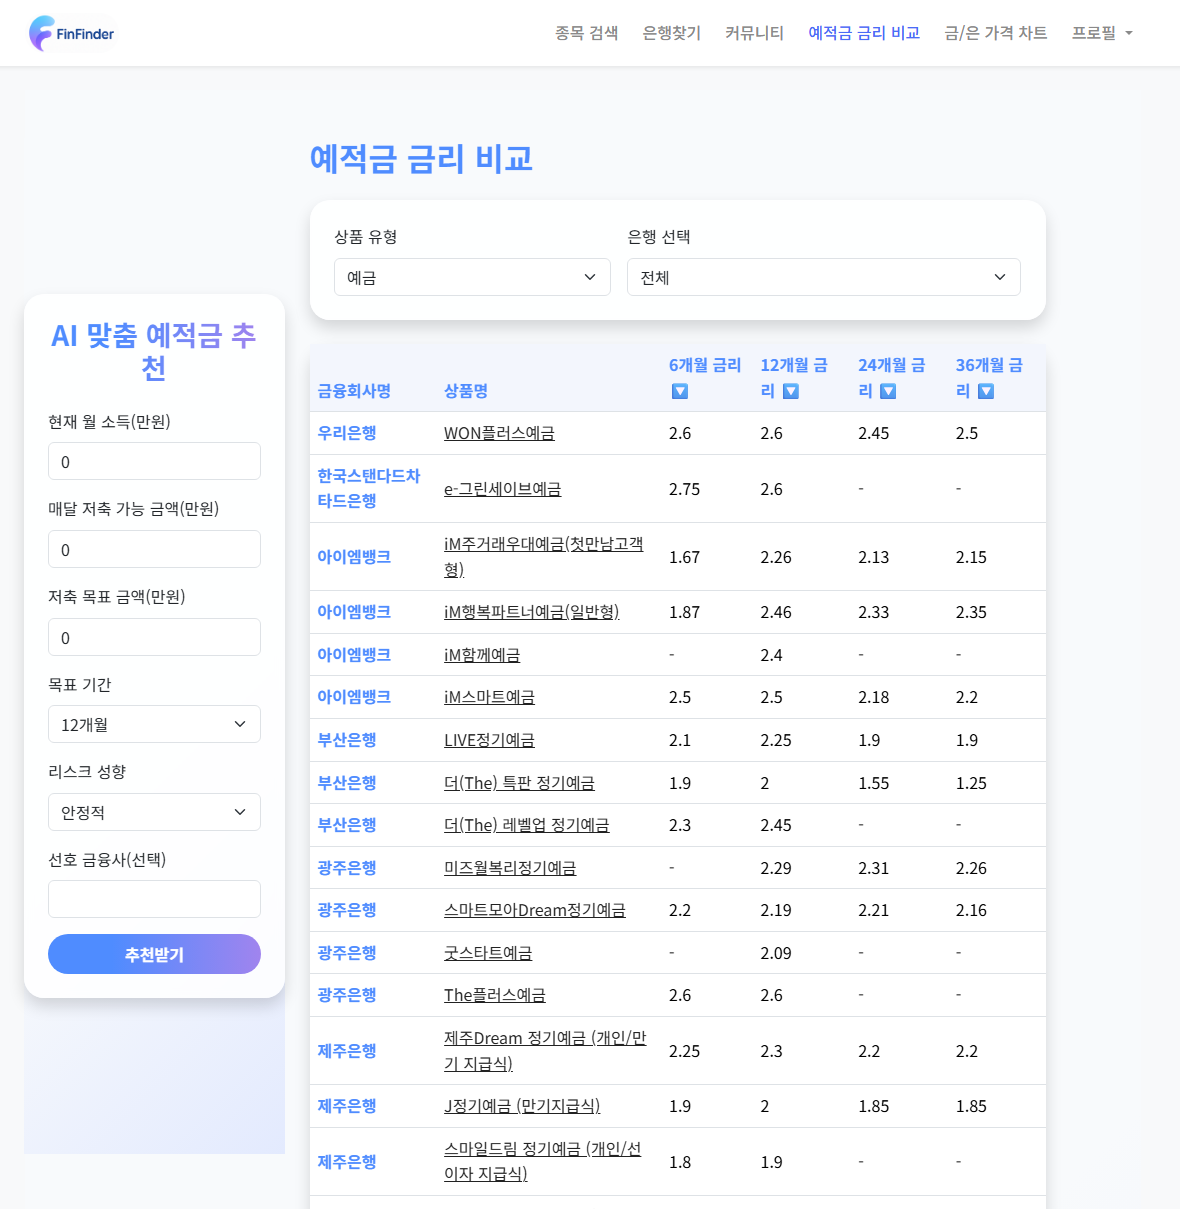 FinFinder
종목 검색 은행찾기 커뮤니티 예적금 금리 비교 금/은 가격 차트 프로필
예적금 금리 비교
상품 유형 은행 선택
예금 전체
AI 맞춤 예적금 추
천
현재 월 소득(만원)
0
매달 저축 가능 금액(만원)
0
저축 목표 금액(만원)
0
목표 기간
12개월
리스크 성향
안정적
선호 금융사(선택)
추천받기
금융회사명 상품명 6개월 금리 🔽 12개월 금리 🔽 24개월 금리 🔽 36개월 금리 🔽
우리은행 WON플러스예금 2.6 2.6 2.45 2.5
한국스탠다드차타드은행 e-그린세이브예금 2.75 2.6 - -
아이엠뱅크 iM주거래우대예금(첫만남고객형) 1.67 2.26 2.13 2.15
아이엠뱅크 iM행복파트너예금(일반형) 1.87 2.46 2.33 2.35
아이엠뱅크 iM함께예금 - 2.4 - -
아이엠뱅크 iM스마트예금 2.5 2.5 2.18 2.2
부산은행 LIVE정기예금 2.1 2.25 1.9 1.9
부산은행 더(The) 특판 정기예금 1.9 2 1.55 1.25
부산은행 더(The) 레벨업 정기예금 2.3 2.45 - -
광주은행 미즈월복리정기예금 - 2.29 2.31 2.26
광주은행 스마트모아Dream정기예금 2.2 2.19 2.21 2.16
광주은행 굿스타트예금 - 2.09 - -
광주은행 The플러스예금 2.6 2.6 - -
제주은행 제주Dream 정기예금 (개인/만기 지급식) 2.25 2.3 2.2 2.2
제주은행 J정기예금 (만기지급식) 1.9 2 1.85 1.85
제주은행 스마일드림 정기예금 (개인/선이자 지급식) 1.8 1.9 - -